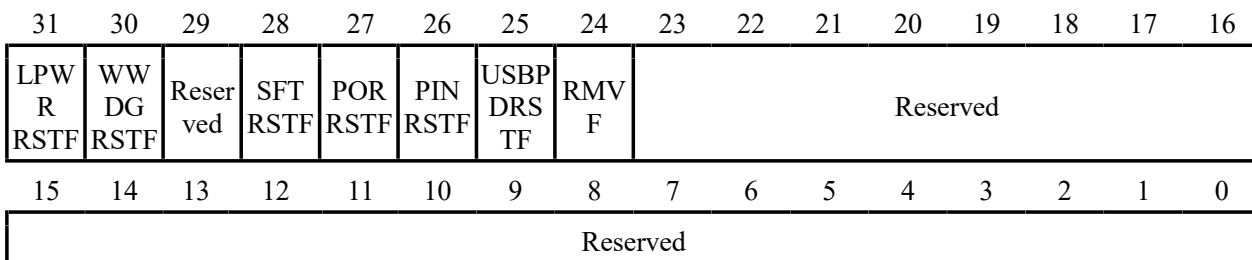 31 30 29 28 27 26 25 24 23 22 21 20 19 18 17 16
LPW WW USBP
R DG Reser SFT POR PIN DRS RMV Reserved
RSTF RSTF ved RSTF RSTF RSTF TF F
15 14 13 12 11 10 9 8 7 6 5 4 3 2 1 0
Reserved